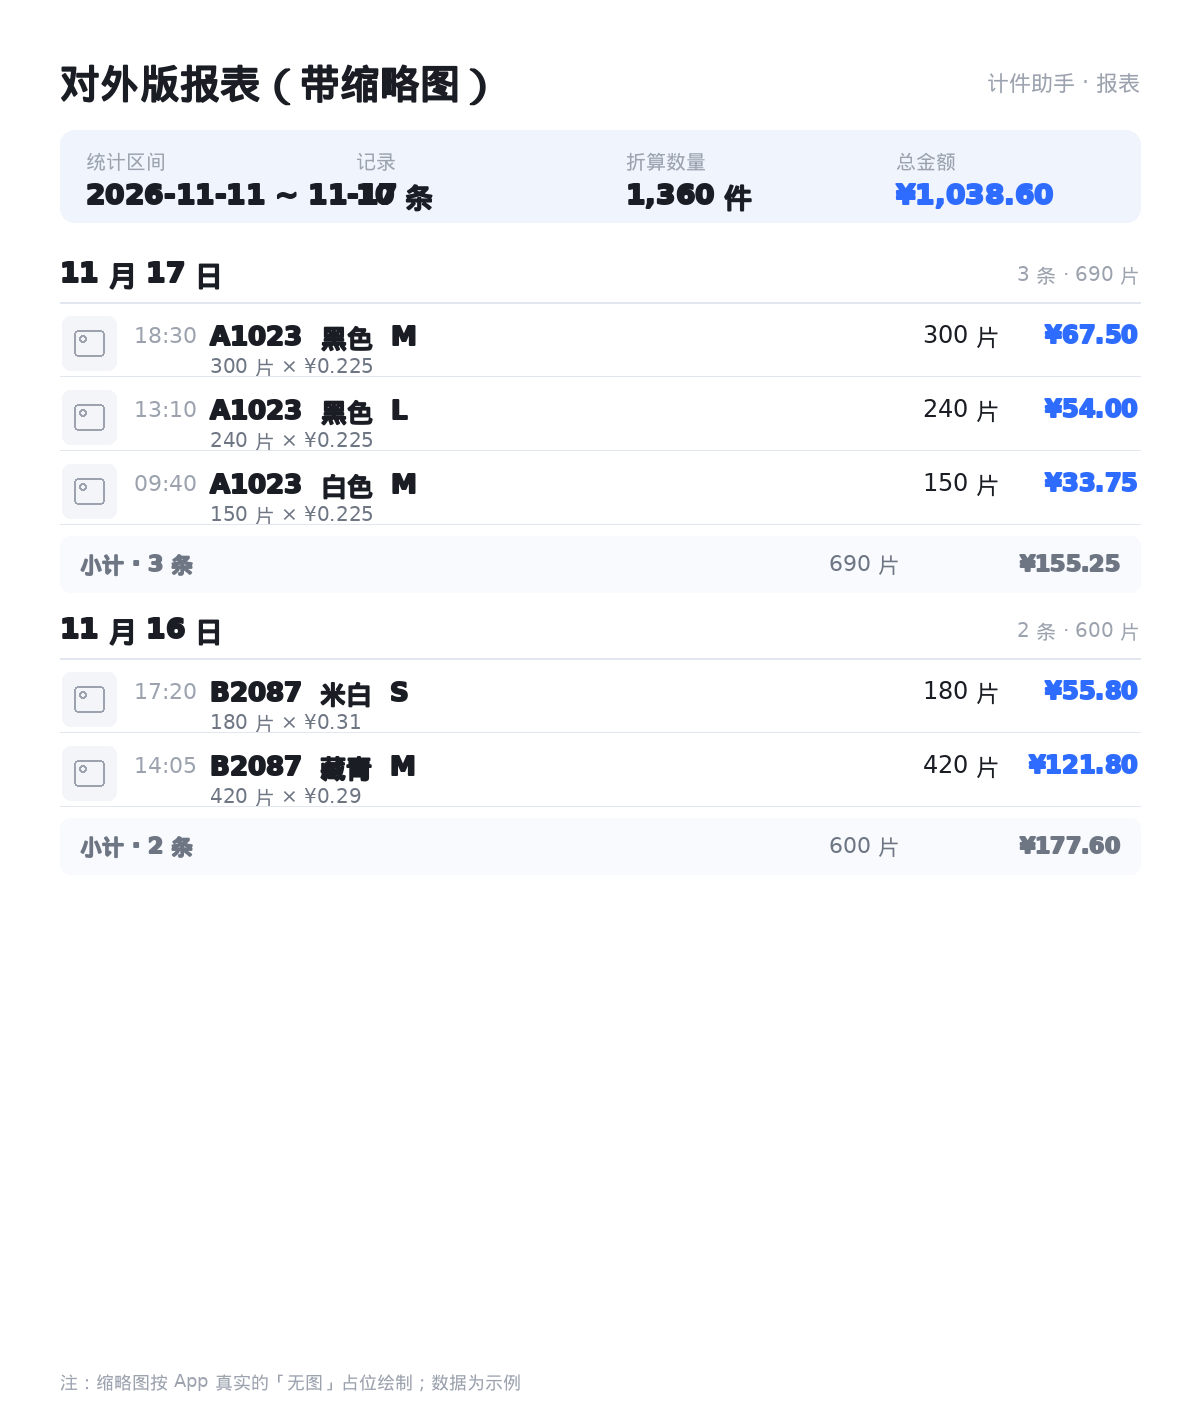 对外版报表（带缩略图）
计件助手 · 报表
统计区间 记录 折算数量 总金额
2026-11-11 ~ 11-17 10 条 1,360 件 ¥1,038.60
11 月 17 日 3 条 · 690 片
18:30 A1023 黑色 M 300 片 ¥67.50
300 片 × ¥0.225
13:10 A1023 黑色 L 240 片 ¥54.00
240 片 × ¥0.225
09:40 A1023 白色 M 150 片 ¥33.75
150 片 × ¥0.225
小计 · 3 条 690 片 ¥155.25
11 月 16 日 2 条 · 600 片
17:20 B2087 米白 S 180 片 ¥55.80
180 片 × ¥0.31
14:05 B2087 藏青 M 420 片 ¥121.80
420 片 × ¥0.29
小计 · 2 条 600 片 ¥177.60
注：缩略图按 App 真实的「无图」占位绘制；数据为示例